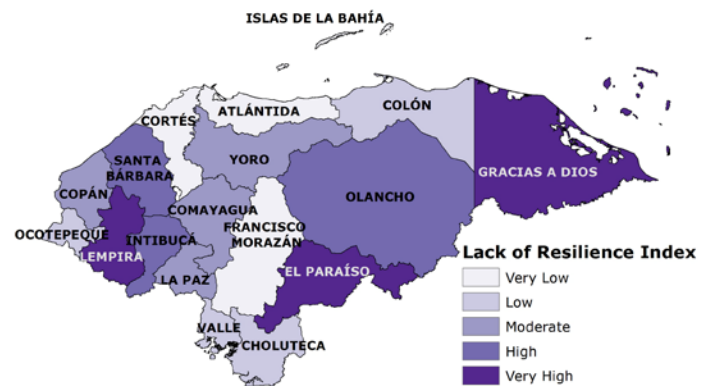 ISLAS DE LA BAHÍA
CORTÉS
ATLÁNTIDA
COLÓN
SANTA
BÁRBARA
YORO
GRACIAS A DIOS
COPÁN
OLANCHO
COMAYAGUA
OCOTEPEQUE
FRANCISCO
MORAZÁN
INTIBUCÁ
LEMPIRA
LA PAZ
EL PARAÍSO
VALLE
CHOLUTECA
Lack of Resilience Index
Very Low
Low
Moderate
High
Very High